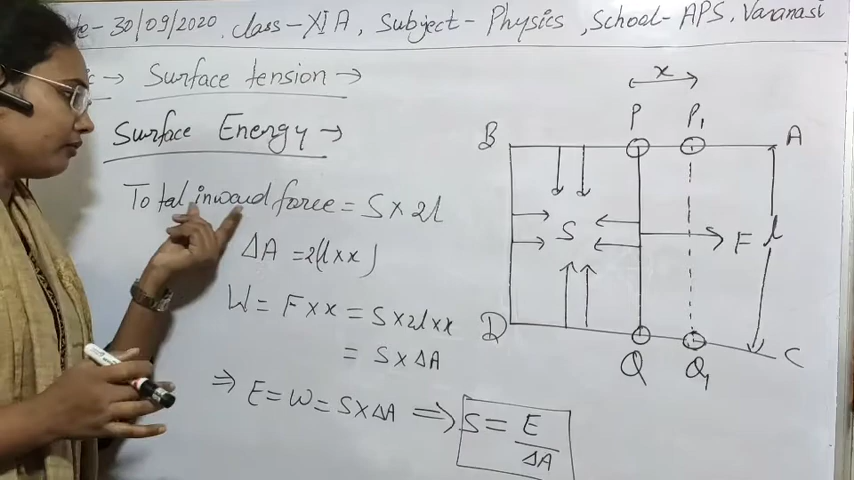 30/09/2020, Class-XI A, Subject- Physics, School- APS, Varanasi
→ Surface tension →
Surface Energy →
Total inward force = S × 2l
ΔA = 2(l×x)
W = F×x = S×2l×x
= S×ΔA
⇒ E = W = S×ΔA ⇒ S = E/ΔA
x
B P P₁ A
S F l
D Q Q₁ C